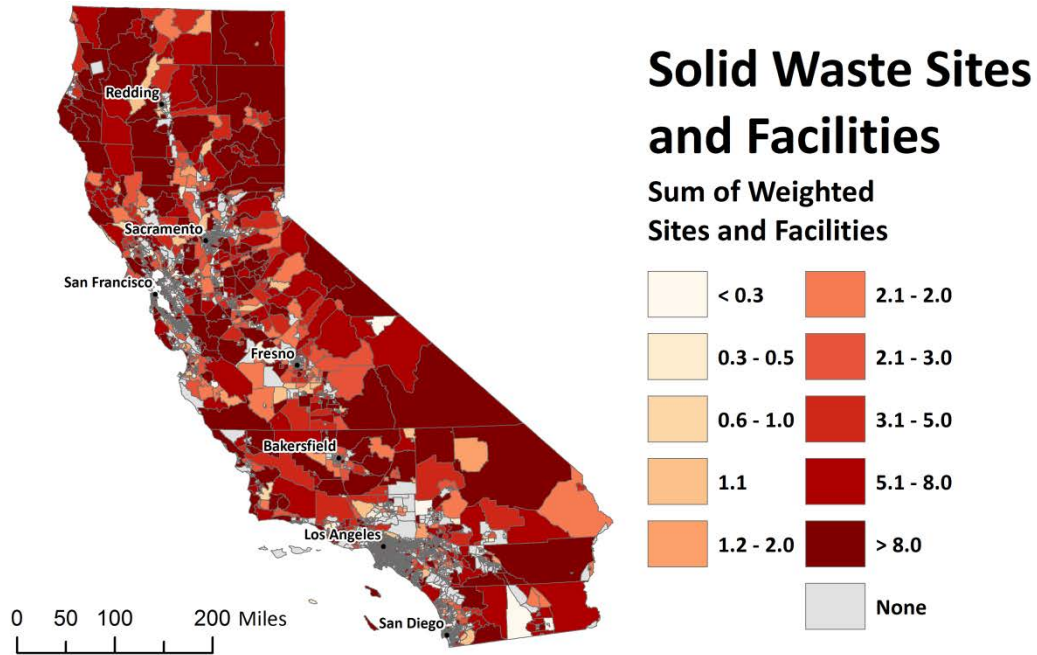 Solid Waste Sites
and Facilities
Sum of Weighted
Sites and Facilities
< 0.3
0.3 - 0.5
0.6 - 1.0
1.1
1.2 - 2.0
2.1 - 2.0
2.1 - 3.0
3.1 - 5.0
5.1 - 8.0
> 8.0
None
Redding
Sacramento
San Francisco
Fresno
Bakersfield
Los Angeles
San Diego
0 50 100 200 Miles